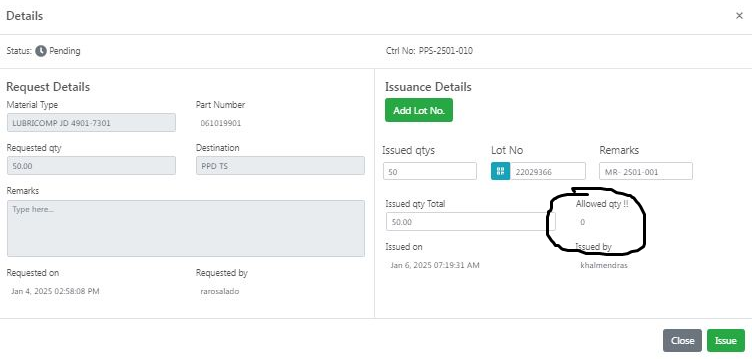 Details
×
Status: Pending
Ctrl No: PPS-2501-010
Request Details
Material Type
Part Number
LUBRICOMP JD 4901-7301
061019901
Requested qty
Destination
50.00
PPD TS
Remarks
Type here...
Requested on
Requested by
Jan 4, 2025 02:58:08 PM
rarosalado
Issuance Details
Add Lot No.
Issued qtys
Lot No
Remarks
50
22029366
MR- 2501-001
Issued qty Total
Allowed qty !!
50.00
0
Issued on
Issued by
Jan 6, 2025 07:19:31 AM
khalmendras
Close
Issue